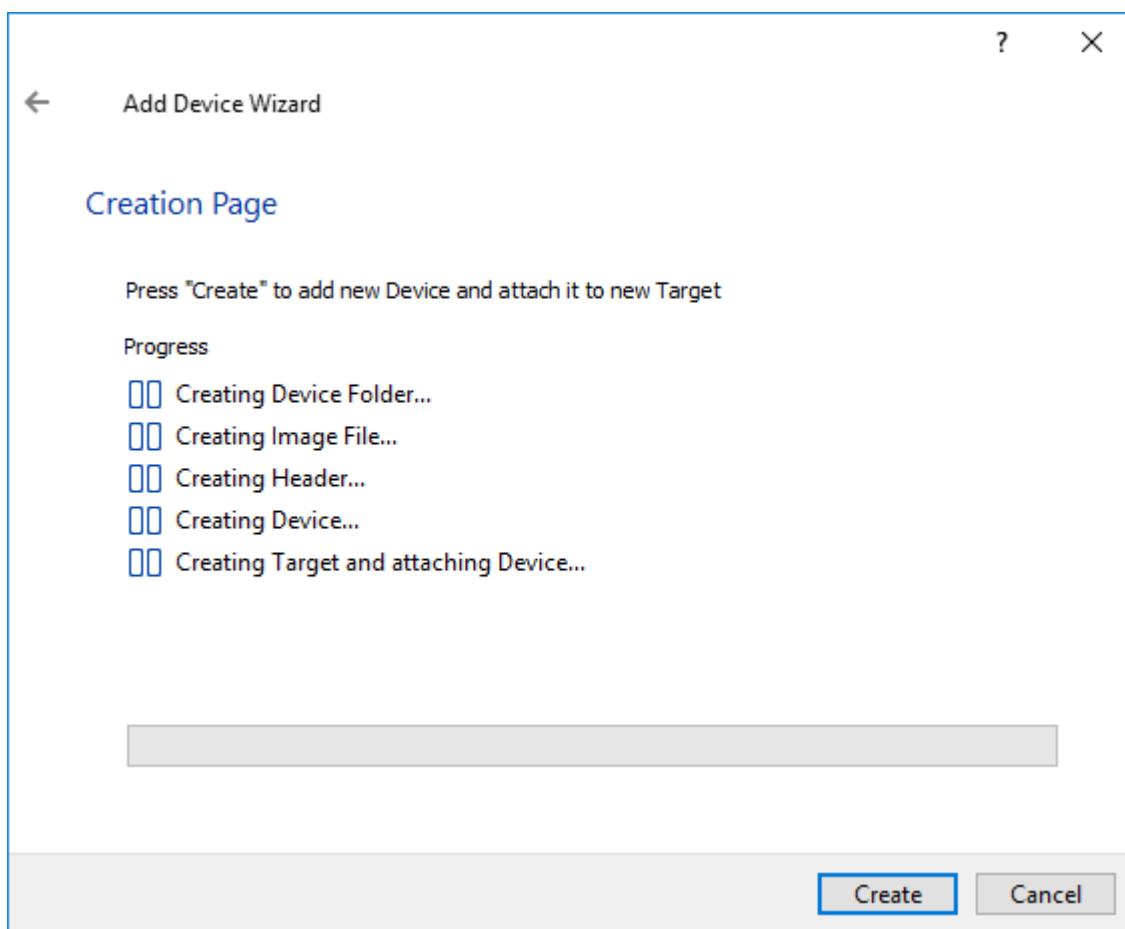 ?
Add Device Wizard
Creation Page
Press "Create" to add new Device and attach it to new Target
Progress
Creating Device Folder...
Creating Image File...
Creating Header...
Creating Device...
Creating Target and attaching Device...
Create Cancel